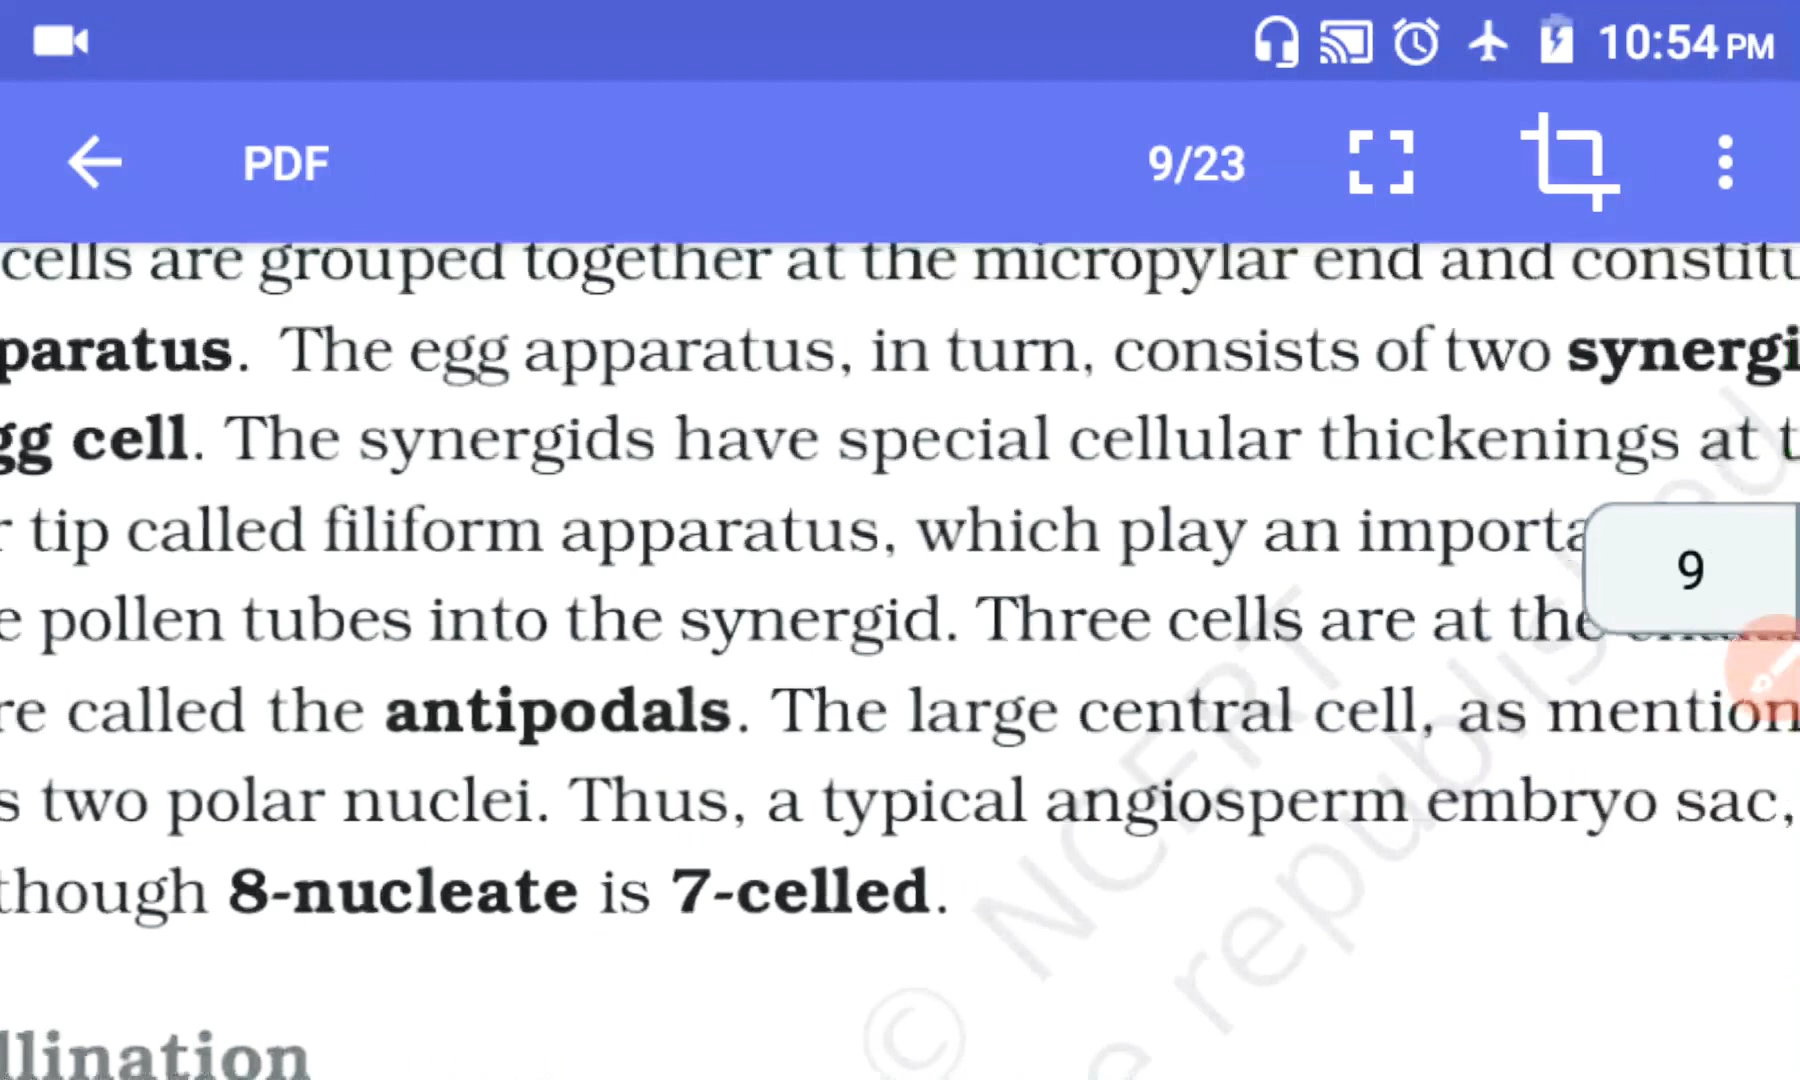 10:54 PM
PDF 9/23
cells are grouped together at the micropylar end and constitu
paratus. The egg apparatus, in turn, consists of two synergi
gg cell. The synergids have special cellular thickenings at t
r tip called filiform apparatus, which play an importa
9
e pollen tubes into the synergid. Three cells are at the
re called the antipodals. The large central cell, as mention
s two polar nuclei. Thus, a typical angiosperm embryo sac,
though 8-nucleate is 7-celled.
© NCERT
e republished
llination